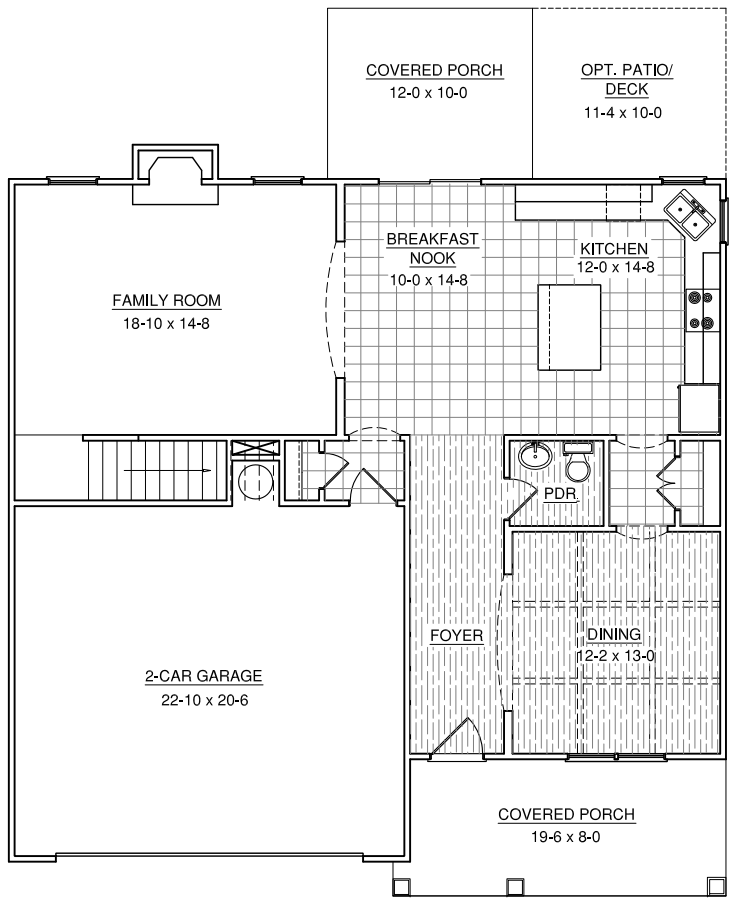 COVERED PORCH
12-0 x 10-0
OPT. PATIO/
DECK
11-4 x 10-0
BREAKFAST
NOOK
10-0 x 14-8
KITCHEN
12-0 x 14-8
FAMILY ROOM
18-10 x 14-8
PDR.
FOYER
DINING
12-2 x 13-0
2-CAR GARAGE
22-10 x 20-6
COVERED PORCH
19-6 x 8-0